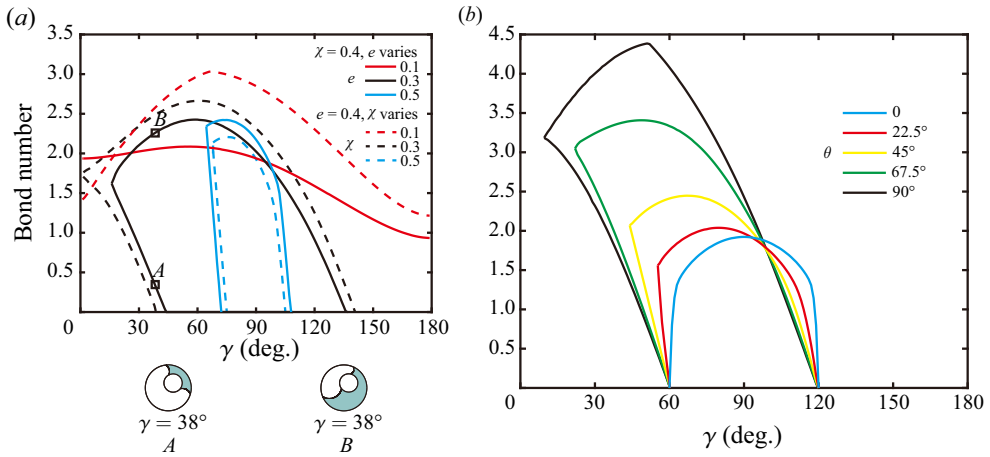 (a)
3.5
3.0
2.5
2.0
1.5
1.0
0.5
0 30 60 90 120 150 180
Bond number
γ (deg.)
χ = 0.4, e varies
e
0.1
0.3
0.5
e = 0.4, χ varies
χ
0.1
0.3
0.5
B
A
γ = 38°
A
γ = 38°
B
(b)
5.0
4.5
4.0
3.5
3.0
2.5
2.0
1.5
1.0
0.5
0 30 60 90 120 150 180
γ (deg.)
θ
0
22.5°
45°
67.5°
90°